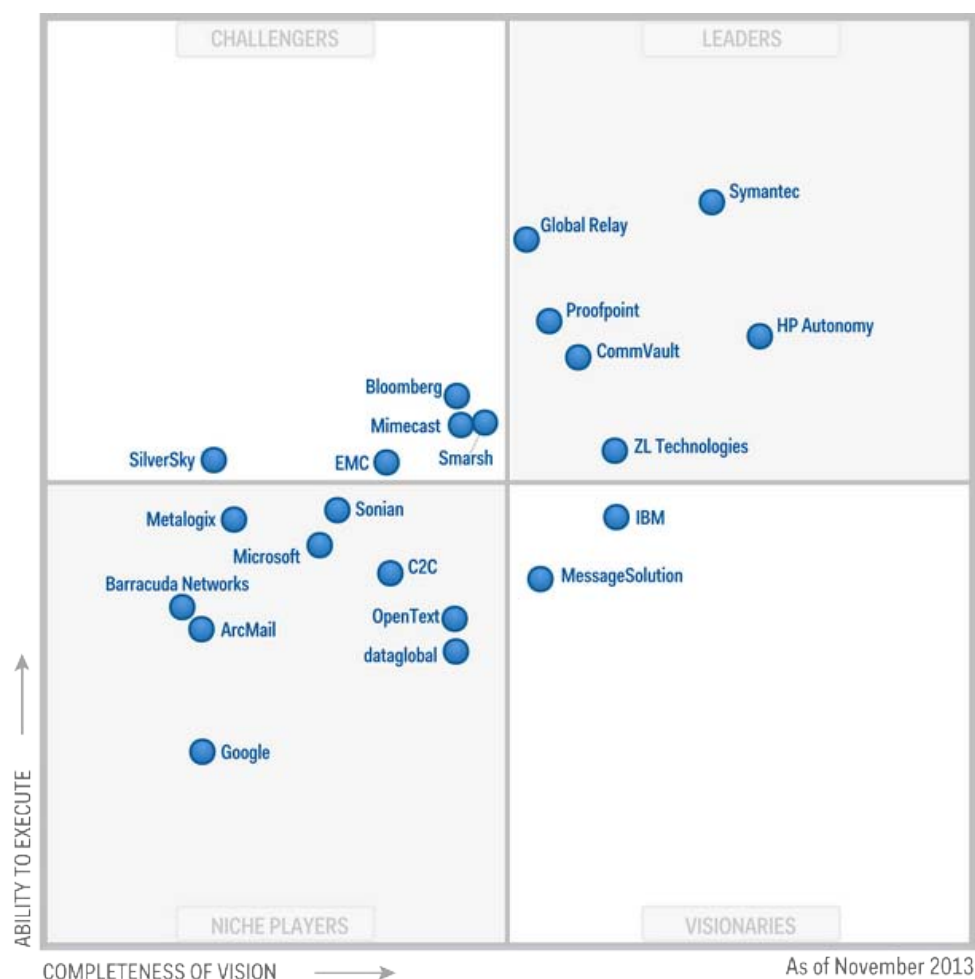 CHALLENGERS
LEADERS
Symantec
Global Relay
Proofpoint
HP Autonomy
CommVault
Bloomberg
Mimecast
Smarsh
SilverSky
EMC
ZL Technologies
Sonian
Metalogix
IBM
Microsoft
C2C
MessageSolution
Barracuda Networks
OpenText
ArcMail
dataglobal
Google
ABILITY TO EXECUTE
NICHE PLAYERS
VISIONARIES
COMPLETENESS OF VISION
As of November 2013